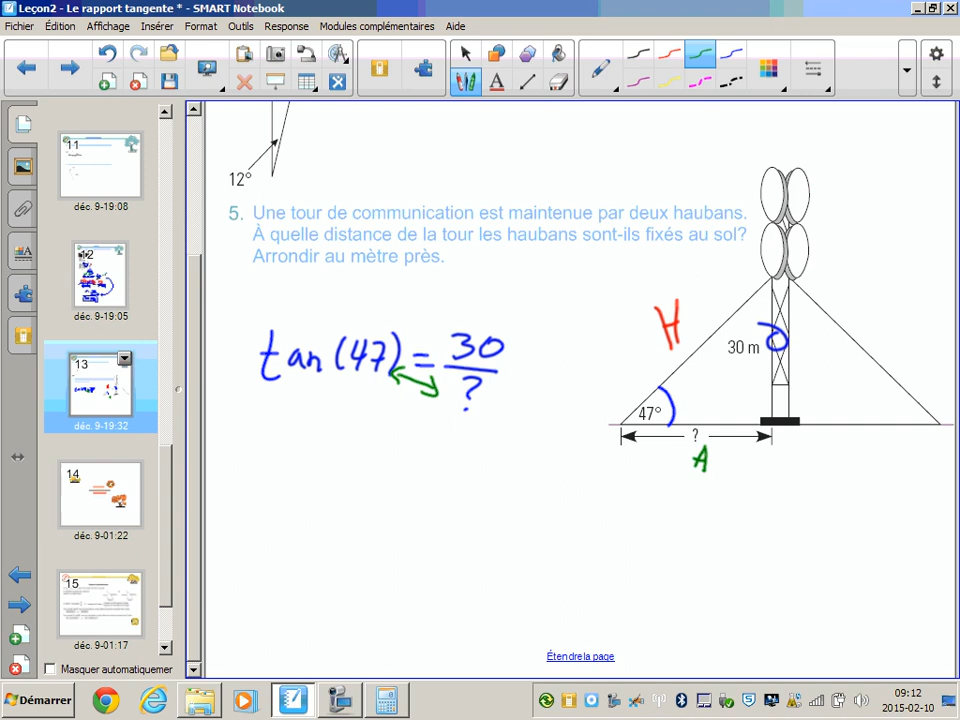 Leçon2 - Le rapport tangente * - SMART Notebook
Fichier Édition Affichage Insérer Format Outils Response Modules complémentaires Aide
11
déc. 9-19:08
12
déc. 9-19:05
13
déc. 9-19:32
14
déc. 9-01:22
15
déc. 9-01:17
Masquer automatiquemer
12°
5. Une tour de communication est maintenue par deux haubans.
À quelle distance de la tour les haubans sont-ils fixés au sol?
Arrondir au mètre près.
tan (47) = 30
?
H
O
30 m
47°
?
A
Étendre la page
Démarrer
09:12
2015-02-10